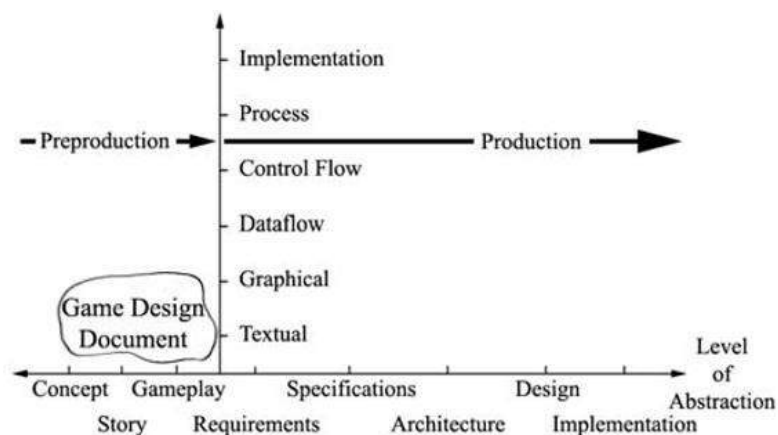 Implementation
Process
Preproduction
Production
Control Flow
Dataflow
Graphical
Game Design
Document
Textual
Level
of
Abstraction
Concept
Gameplay
Specifications
Design
Story
Requirements
Architecture
Implementation